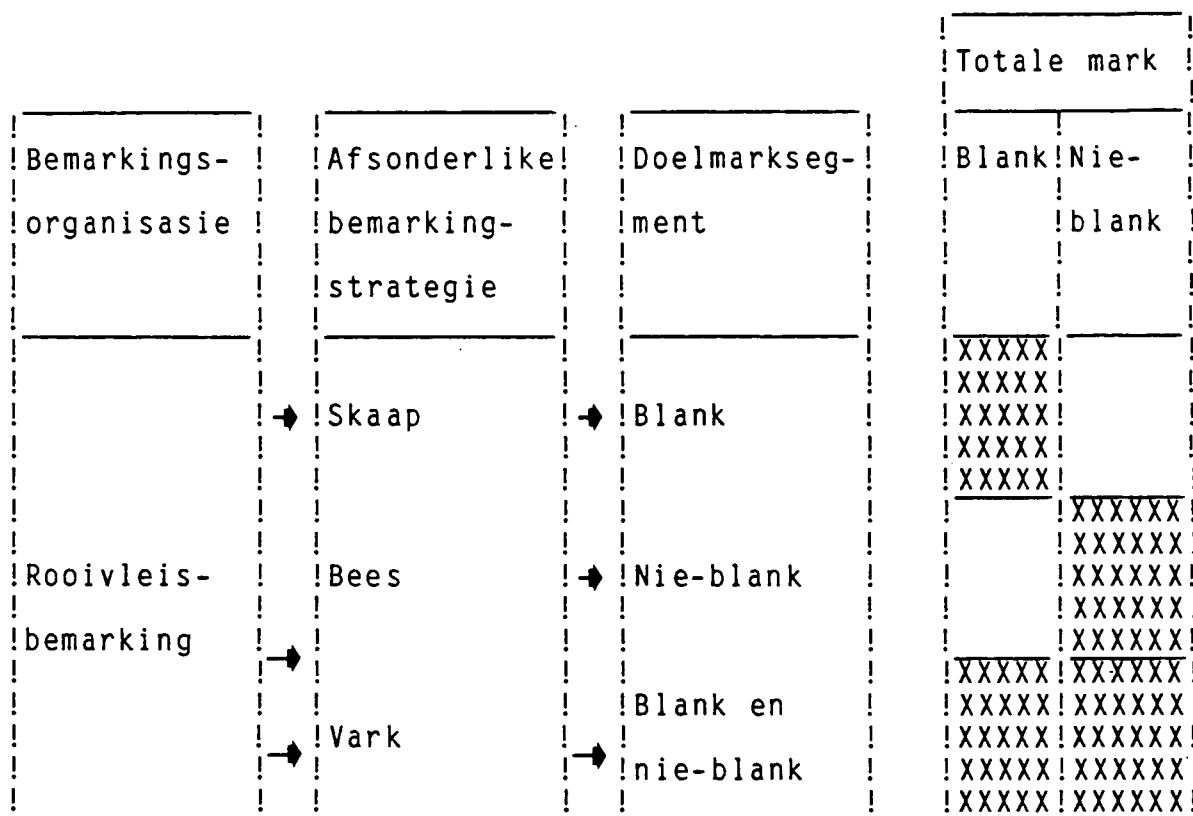 Totale mark
Bemarkings- Afsonderlike Doelmarkseg- Blank Nie-
organisasie bemarking- ment blank
strategie
XXXXX
XXXXX
Skaap Blank XXXXX
XXXXX
XXXXX
XXXXXX
XXXXXX
Rooivleis- Bees Nie-blank XXXXXX
XXXXXX
bemarking XXXXXX
XXXXX XXXXXX
Blank en XXXXX XXXXXX
Vark XXXXX XXXXXX
nie-blank XXXXX XXXXXX
XXXXX XXXXXX